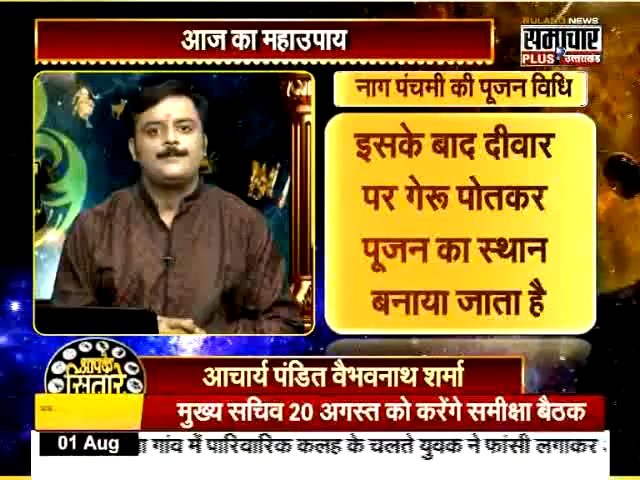 आज का महाउपाय
RULAND NEWS
समाचार
PLUS उत्तराखंड
नाग पंचमी की पूजन विधि
इसके बाद दीवार
पर गेरू पोतकर
पूजन का स्थान
बनाया जाता है
आपके
सितारे
आचार्य पंडित वैभवनाथ शर्मा
मुख्य सचिव 20 अगस्त को करेंगे समीक्षा बैठक
01 Aug
गांव में पारिवारिक कलह के चलते युवक ने फांसी लगाकर